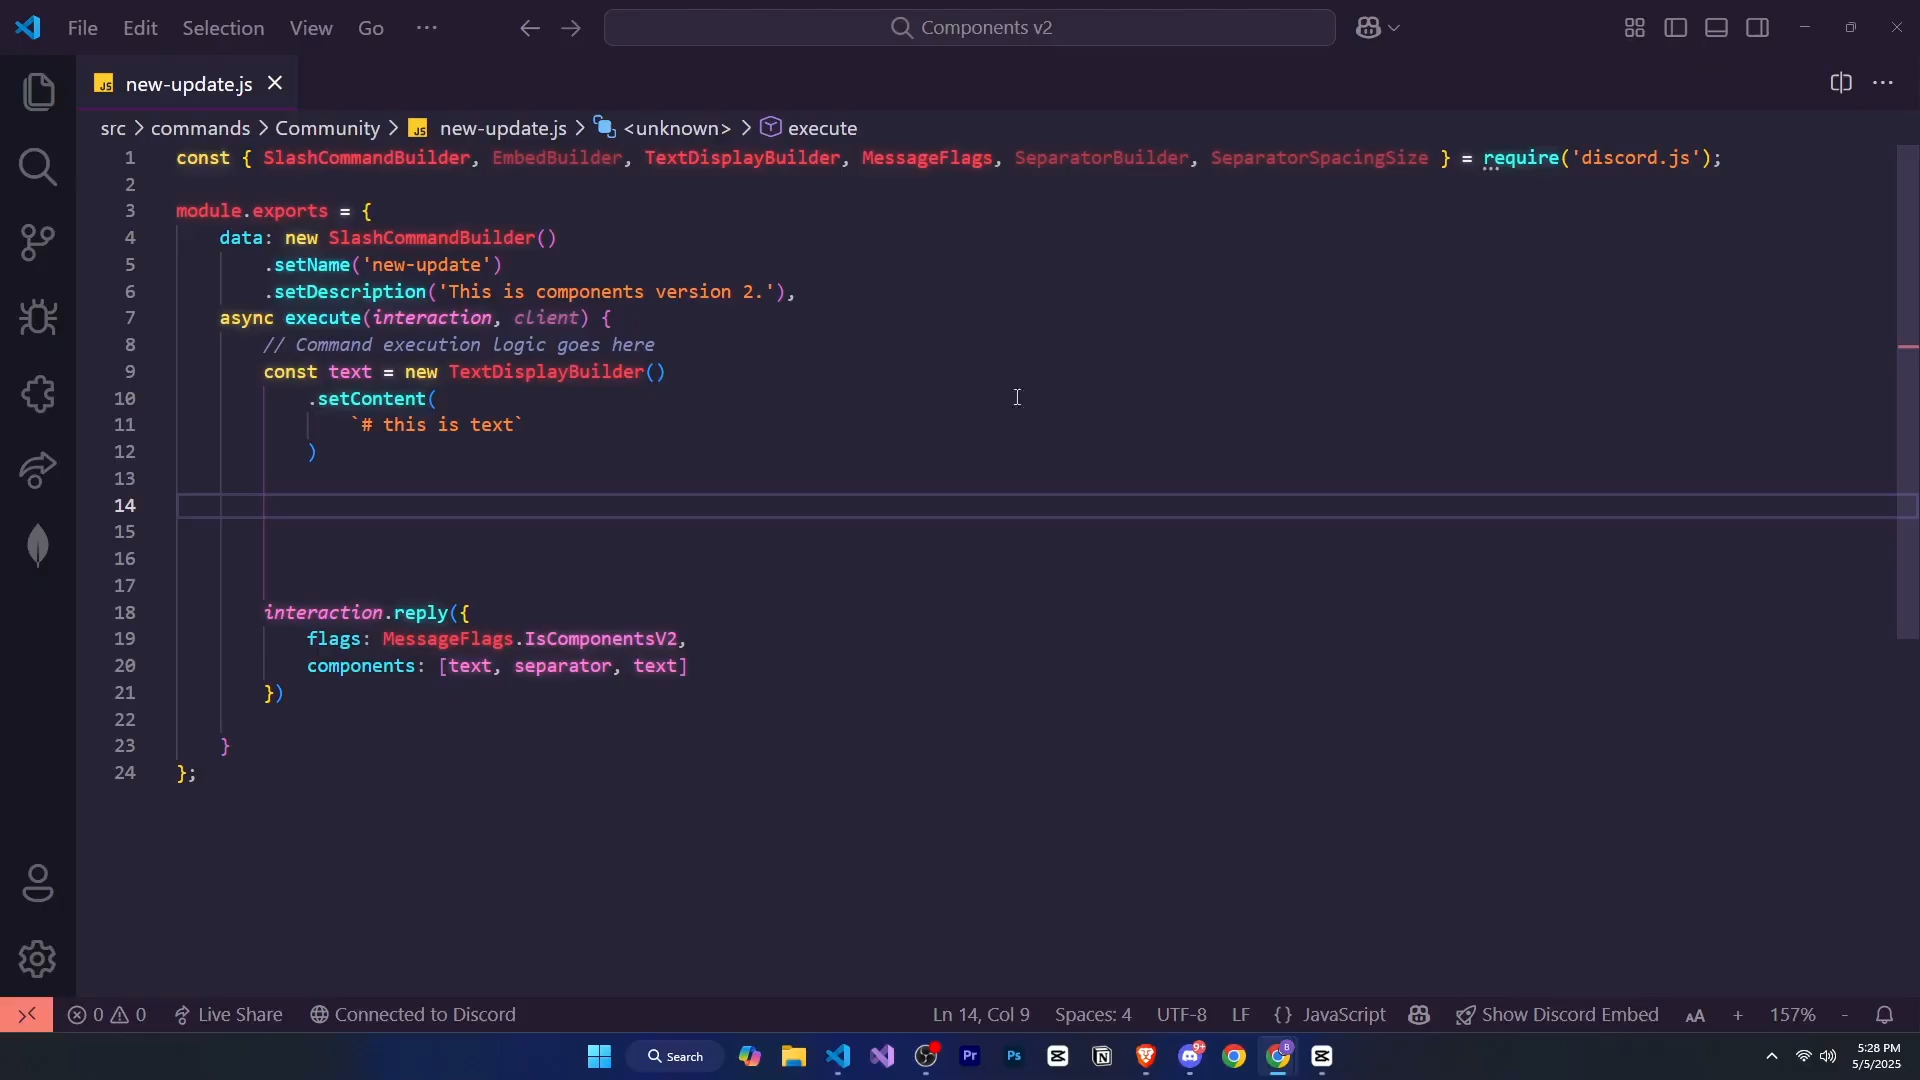 File Edit Selection View Go ··· Components v2
new-update.js
src > commands > Community > new-update.js > <unknown> > execute
1 const { SlashCommandBuilder, EmbedBuilder, TextDisplayBuilder, MessageFlags, SeparatorBuilder, SeparatorSpacingSize } = require('discord.js');
2
3 module.exports = {
4 data: new SlashCommandBuilder()
5 .setName('new-update')
6 .setDescription('This is components version 2.'),
7 async execute(interaction, client) {
8 // Command execution logic goes here
9 const text = new TextDisplayBuilder()
10 .setContent(
11 `# this is text`
12 )
13
14
15
16
17
18 interaction.reply({
19 flags: MessageFlags.IsComponentsV2,
20 components: [text, separator, text]
21 })
22
23 }
24 };
0 0 Live Share Connected to Discord Ln 14, Col 9 Spaces: 4 UTF-8 LF {} JavaScript Show Discord Embed AA + 157% -
Search Pr Ps 9+ B 5:28 PM
5/5/2025